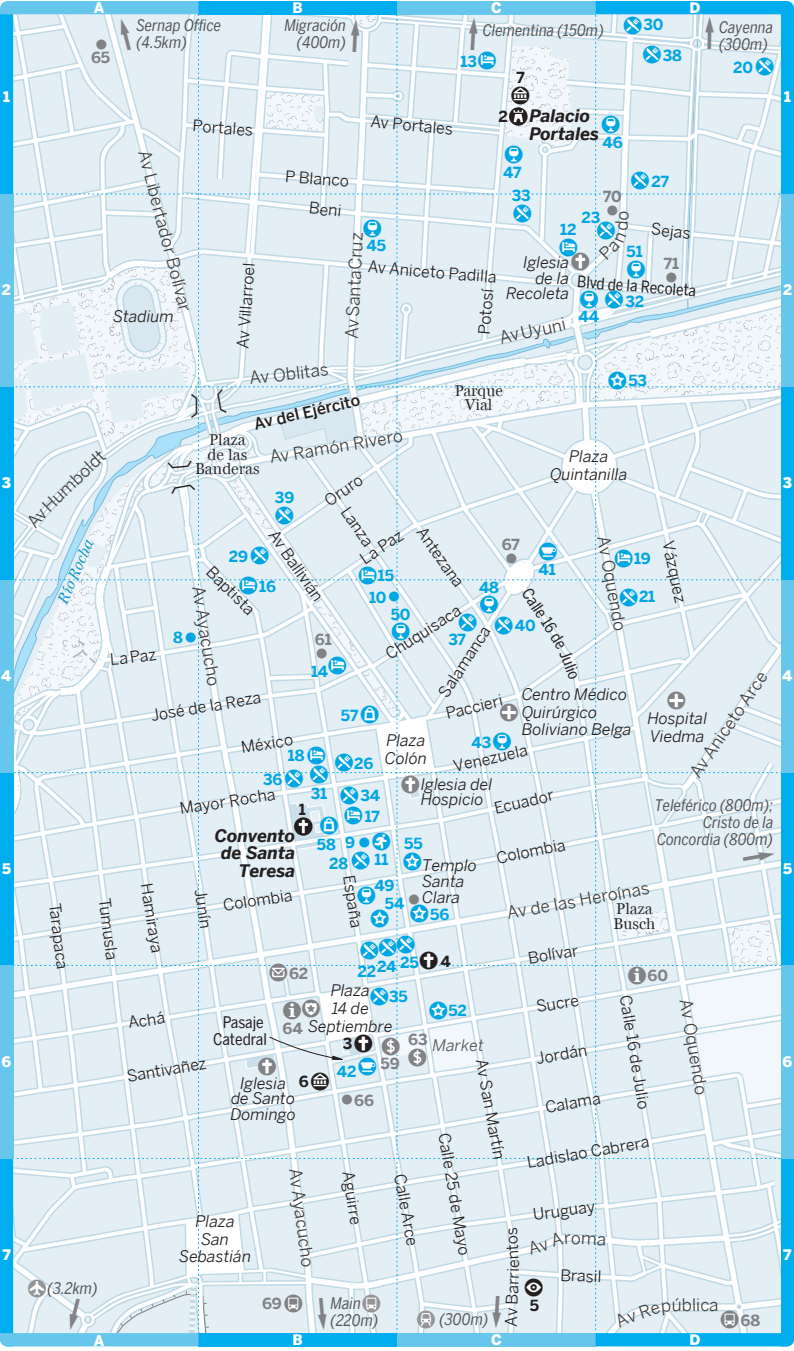 A
B
C
D
Sernap Office
(4.5km)
65
Migración
(400m)
Clementina (150m)
30
38
Cayenna
(300m)
20
13
7
1
1
2 Palacio
Portales
Portales
Av Portales
46
47
P Blanco
27
33
70
Av Libertador Bolívar
Beni
23
Sejas
45
12
Pando
51
Iglesia
de la
Recoleta
71
Av SantaCruz
Av Aniceto Padilla
Blvd de la Recoleta
2
2
Av Villarroel
Potosí
44
32
Stadium
Av Uyuni
Av Oblitas
53
Parque
Vial
Av del Ejército
Plaza
de las
Banderas
Av Ramón Rivero
Plaza
Quintanilla
Av Humboldt
3
3
Oruro
39
Lanza
La Paz
Antezana
67
41
Av Oquendo
19
Vázquez
Río Rocha
29
Av Ballivián
15
Baptista
16
10
48
21
50
Calle 16 de Julio
8
Av Ayacucho
61
Chuquisaca
37
40
La Paz
14
Salamanca
4
4
José de la Reza
57
Paccieri
Centro Médico
Quirúrgico
Boliviano Belga
Hospital
Viedma
Av Aniceto Arce
México
Plaza
Colón
43
Venezuela
18
26
36
31
Iglesia del
Hospicio
Mayor Rocha
34
Ecuador
Teleférico (800m);
Cristo de la
Concordia (800m)
1
17
Convento
de Santa
Teresa
58
9
55
Colombia
28
11
Templo
Santa
Clara
5
5
Colombia
España
49
54
56
Av de las Heroínas
Plaza
Busch
Junín
Hamiraya
Tumusla
Tarapaca
22
24
25
4
Bolívar
62
60
Plaza
14 de
Septiembre
35
52
Sucre
Achá
64
Pasaje
Catedral
3
63
Market
Calle 16 de Julio
Av Oquendo
6
6
Santivañez
42
59
Jordán
Iglesia
de Santo
Domingo
6
66
Av San Martín
Calama
Ladislao Cabrera
Av Ayacucho
Aguirre
Calle Arce
Calle 25 de Mayo
Uruguay
Plaza
San
Sebastián
Av Aroma
7
7
Av Barrientos
Brasil
(3.2km)
5
69
Main
(220m)
(300m)
Av República
68
A
B
C
D